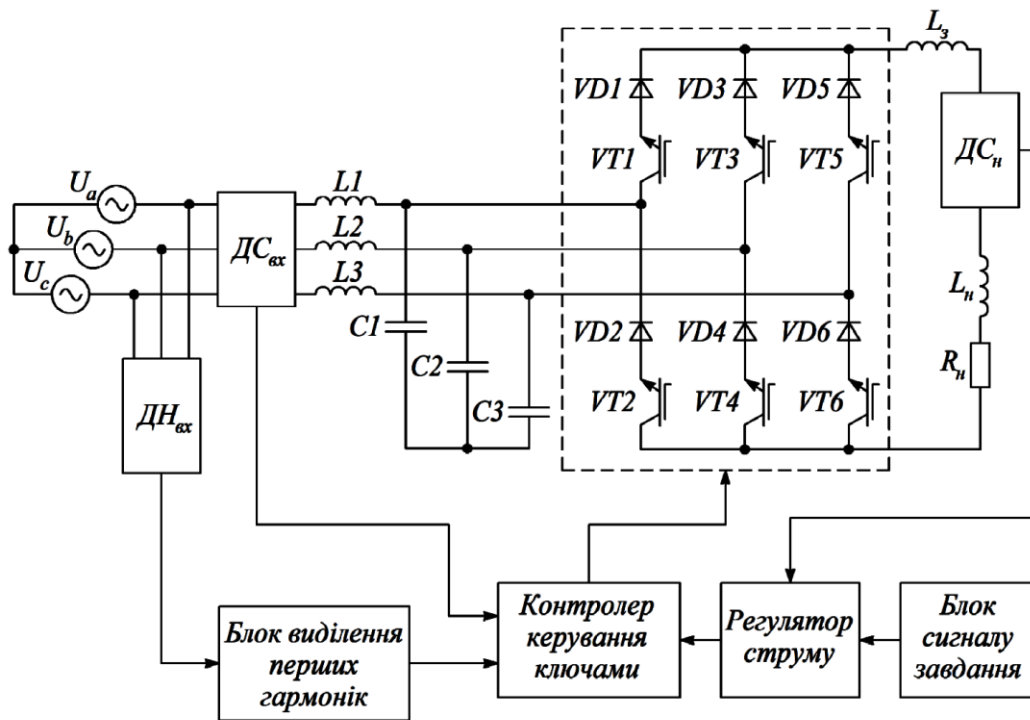 Lз
VD1 VD3 VD5
VT1 VT3 VT5
ДСн
Ua
Ub
Uc
ДСвх
L1
L2
L3
C1
C2
C3
VD2 VD4 VD6
VT2 VT4 VT6
Lн
Rн
ДНвх
Блок виділення
перших
гармонік
Контролер
керування
ключами
Регулятор
струму
Блок
сигналу
завдання